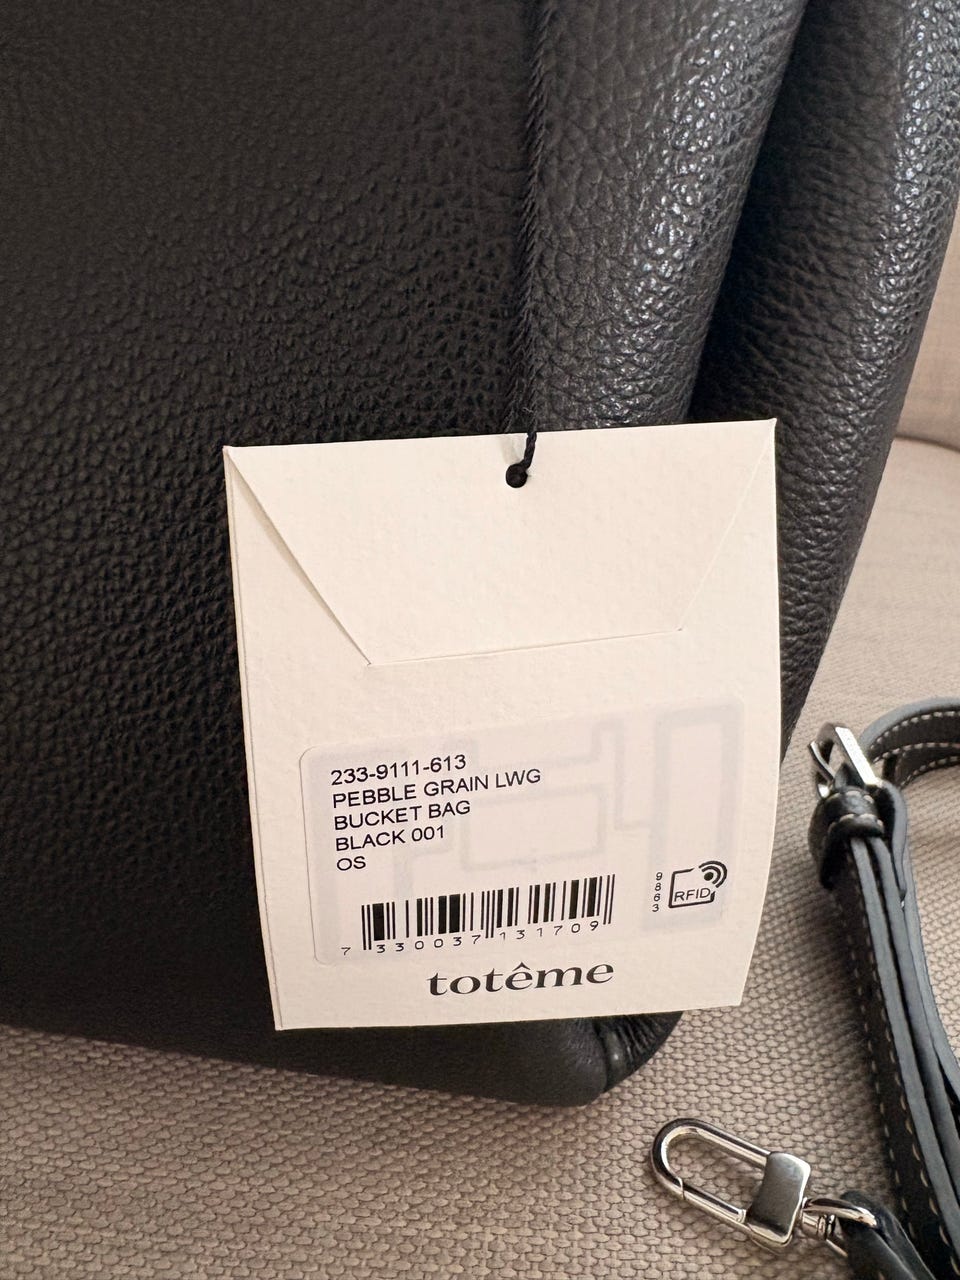 233-9111-613
PEBBLE GRAIN LWG
BUCKET BAG
BLACK 001
OS
9863
RFID
7 330037 131709
totême